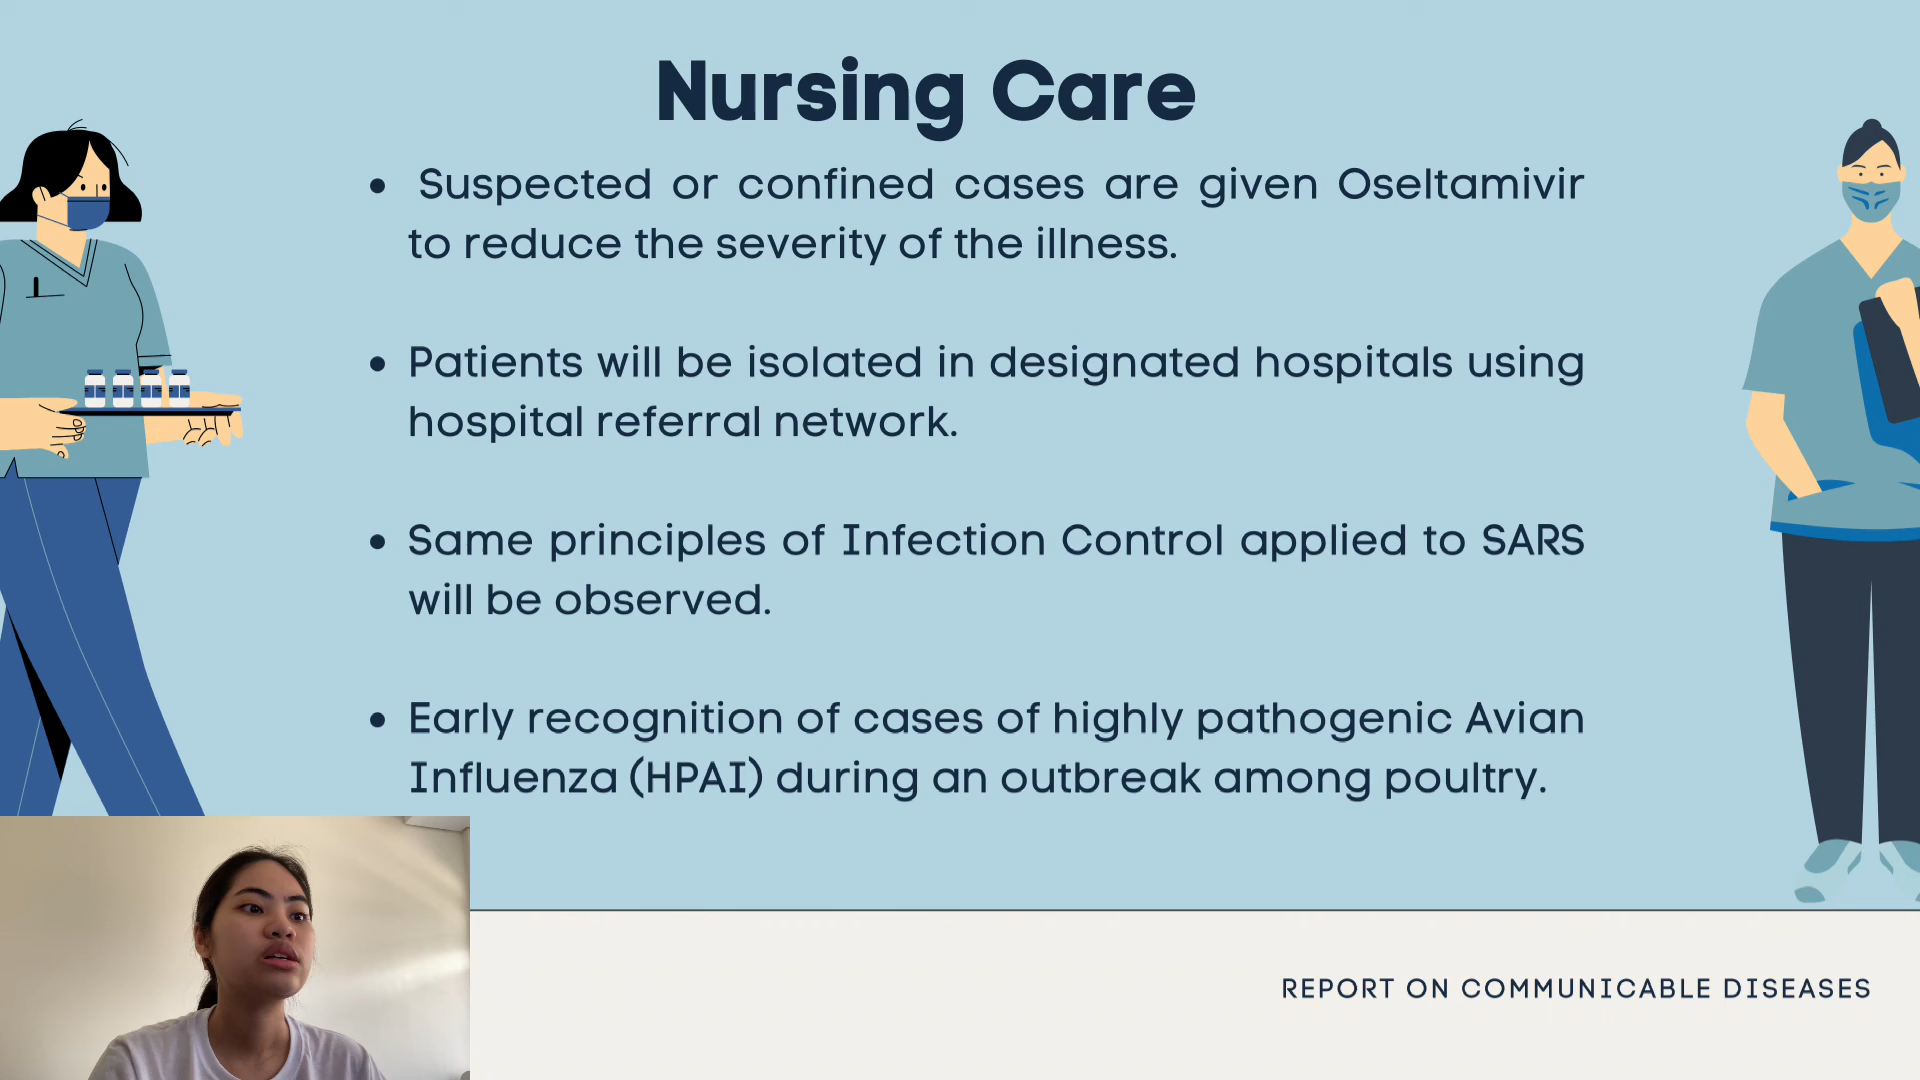 Nursing Care
• Suspected or confined cases are given Oseltamivir
to reduce the severity of the illness.
• Patients will be isolated in designated hospitals using
hospital referral network.
• Same principles of Infection Control applied to SARS
will be observed.
• Early recognition of cases of highly pathogenic Avian
Influenza (HPAI) during an outbreak among poultry.
REPORT ON COMMUNICABLE DISEASES